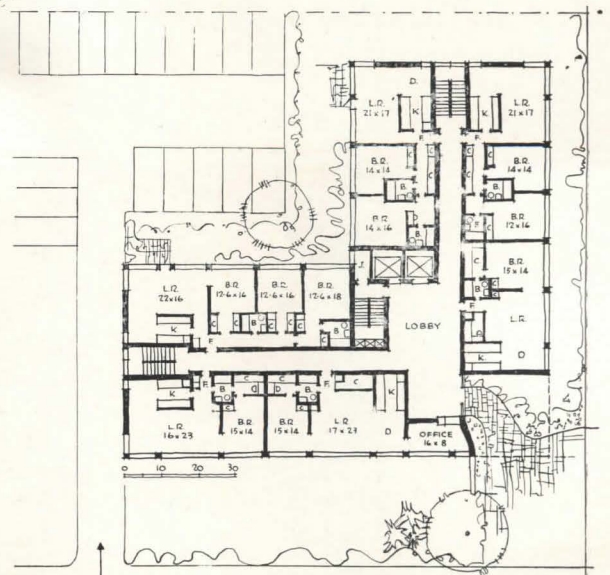 D.
L.R.
21 x 17
K
F.
K
L.R.
21 x 17
F.
B.R.
14 x 14
C
C
C
C
B.R.
14 x 14
B.
B
B.R.
14 x 16
B
F
B.R.
12 x 16
J.
C
B.R.
15 x 14
B
C
F
L.R.
22 x 16
B.R.
12-6 x 16
B.R.
12-6 x 16
B.R.
12-6 x 18
C
C
B
C
C
B
C
K
F
LOBBY
L.R.
D
K.
D
F.
C
C
F.
C
K
B
D
D
B
K
C
C
L.R.
16 x 23
B.R.
15 x 14
B.R.
15 x 14
L.R.
17 x 23
D
OFFICE
16 x 8
0 10 20 30